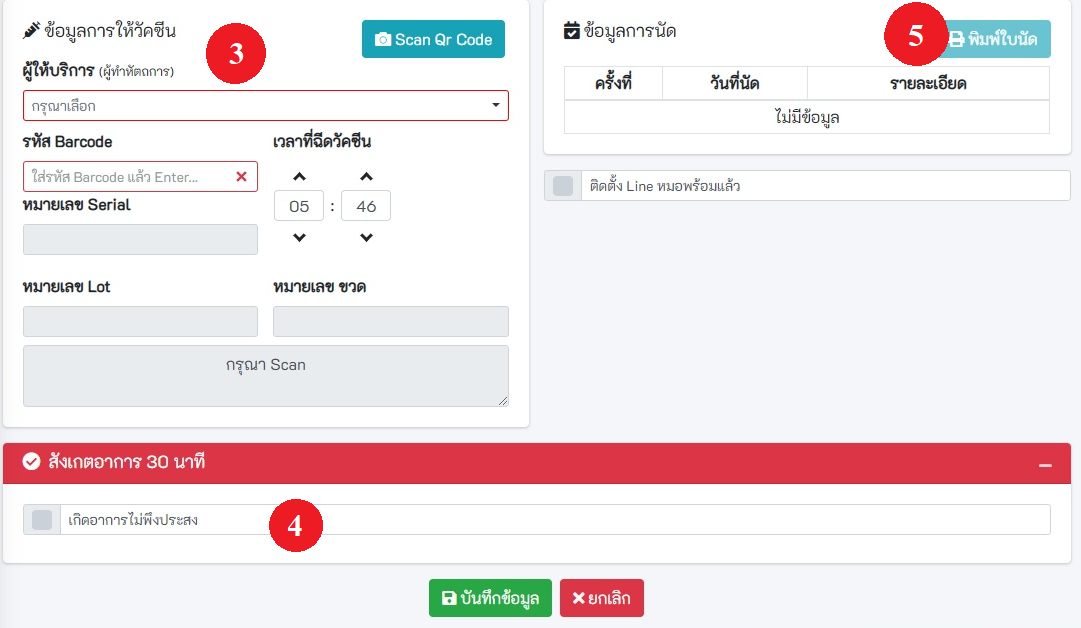 ข้อมูลการให้วัคซีน
3
Scan Qr Code
ผู้ให้บริการ (ผู้ทำหัตถการ)
กรุณาเลือก
รหัส Barcode
เวลาที่ฉีดวัคซีน
ใส่รหัส Barcode แล้ว Enter...
05 : 46
หมายเลข Serial
หมายเลข Lot
หมายเลข ขวด
กรุณา Scan
ข้อมูลการนัด
5
พิมพ์ใบนัด
ครั้งที่ วันที่นัด รายละเอียด
ไม่มีข้อมูล
ติดตั้ง Line หมอพร้อมแล้ว
สังเกตอาการ 30 นาที
เกิดอาการไม่พึงประสง
4
บันทึกข้อมูล
ยกเลิก